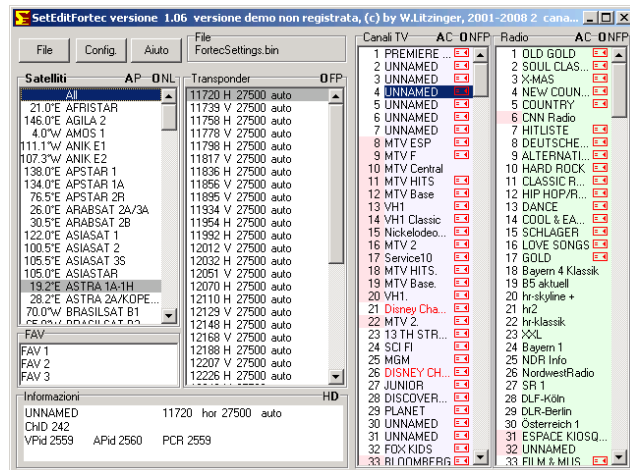 SetEditFortec versione 1.06 versione demo non registrata, (c) by W.Litzinger, 2001-2008 2 cana...
File
Config.
Aiuto
File
FortecSettings.bin
Satelliti AP ONL
All
21.0°E AFRISTAR
146.0°E AGILA 2
4.0°W AMOS 1
111.1°W ANIK E1
107.3°W ANIK E2
138.0°E APSTAR 1
134.0°E APSTAR 1A
76.5°E APSTAR 2R
26.0°E ARABSAT 2A/3A
30.5°E ARABSAT 2B
122.0°E ASIASAT 1
100.5°E ASIASAT 2
105.5°E ASIASAT 3S
105.0°E ASIASTAR
19.2°E ASTRA 1A-1H
28.2°E ASTRA 2A/KOPE...
70.0°W BRASILSAT B1
65.0°W BRASILSAT B2
FAV
FAV 1
FAV 2
FAV 3
Transponder OFP
11720 H 27500 auto
11739 V 27500 auto
11758 H 27500 auto
11778 V 27500 auto
11798 H 27500 auto
11817 V 27500 auto
11836 H 27500 auto
11856 V 27500 auto
11895 V 27500 auto
11934 V 27500 auto
11954 H 27500 auto
11992 H 27500 auto
12012 V 27500 auto
12032 H 27500 auto
12051 V 27500 auto
12070 H 27500 auto
12110 H 27500 auto
12129 V 27500 auto
12148 H 27500 auto
12168 V 27500 auto
12188 H 27500 auto
12207 V 27500 auto
12226 H 27500 auto
Informazioni HD
UNNAMED 11720 hor 27500 auto
ChID 242
VPid 2559 APid 2560 PCR 2559
Canali TV AC ONFP
1 PREMIERE ...
2 UNNAMED
3 UNNAMED
4 UNNAMED
5 UNNAMED
6 UNNAMED
7 UNNAMED
8 MTV ESP
9 MTV F
10 MTV Central
11 MTV HITS
12 MTV Base
13 VH1
14 VH1 Classic
15 Nickelodeo...
16 MTV 2
17 Service10
18 MTV HITS.
19 MTV Base.
20 VH1.
21 Disney Cha...
22 MTV 2.
23 13 TH STR...
24 SCI FI
25 MGM
26 DISNEY CH...
27 JUNIOR
28 DISCOVER...
29 PLANET
30 UNNAMED
31 UNNAMED
32 FOX KIDS
33 BLOOMBERG
Radio AC ONFP
1 OLD GOLD
2 SOUL CLAS...
3 X-MAS
4 NEW COUN...
5 COUNTRY
6 CNN Radio
7 HITLISTE
8 DEUTSCHE...
9 ALTERNATI...
10 HARD ROCK
11 CLASSIC R...
12 HIP HOP/R...
13 DANCE
14 COOL & EA...
15 SCHLAGER
16 LOVE SONGS
17 GOLD
18 Bayern 4 Klassik
19 B5 aktuell
20 hr-skyline +
21 hr2
22 hr-klassik
23 XXL
24 Bayern 1
25 NDR Info
26 NordwestRadio
27 SR 1
28 DLF-Köln
29 DLR-Berlin
30 Österreich 1
31 ESPACE KIOSQ...
32 UNNAMED
33 FILM & MUS...